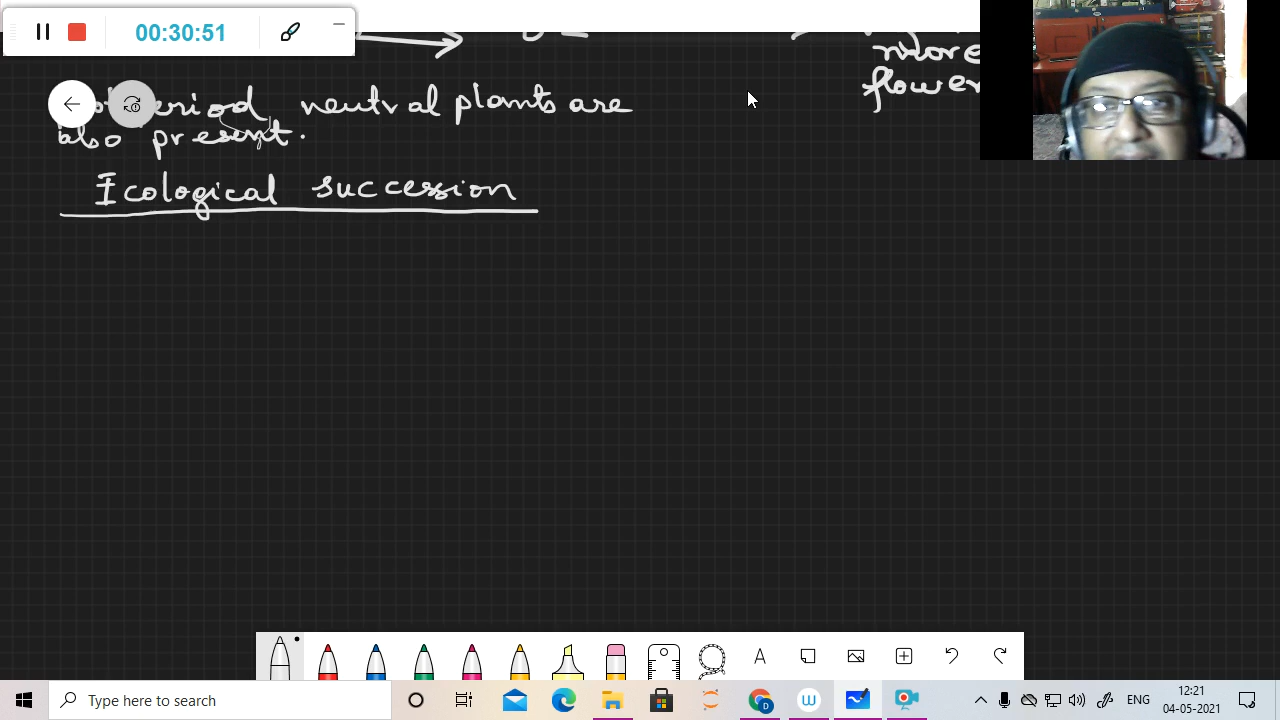 00:30:51
more
flower
neutral plants are
also present.
Ecological succession
A
Type here to search
ENG
12:21
04-05-2021